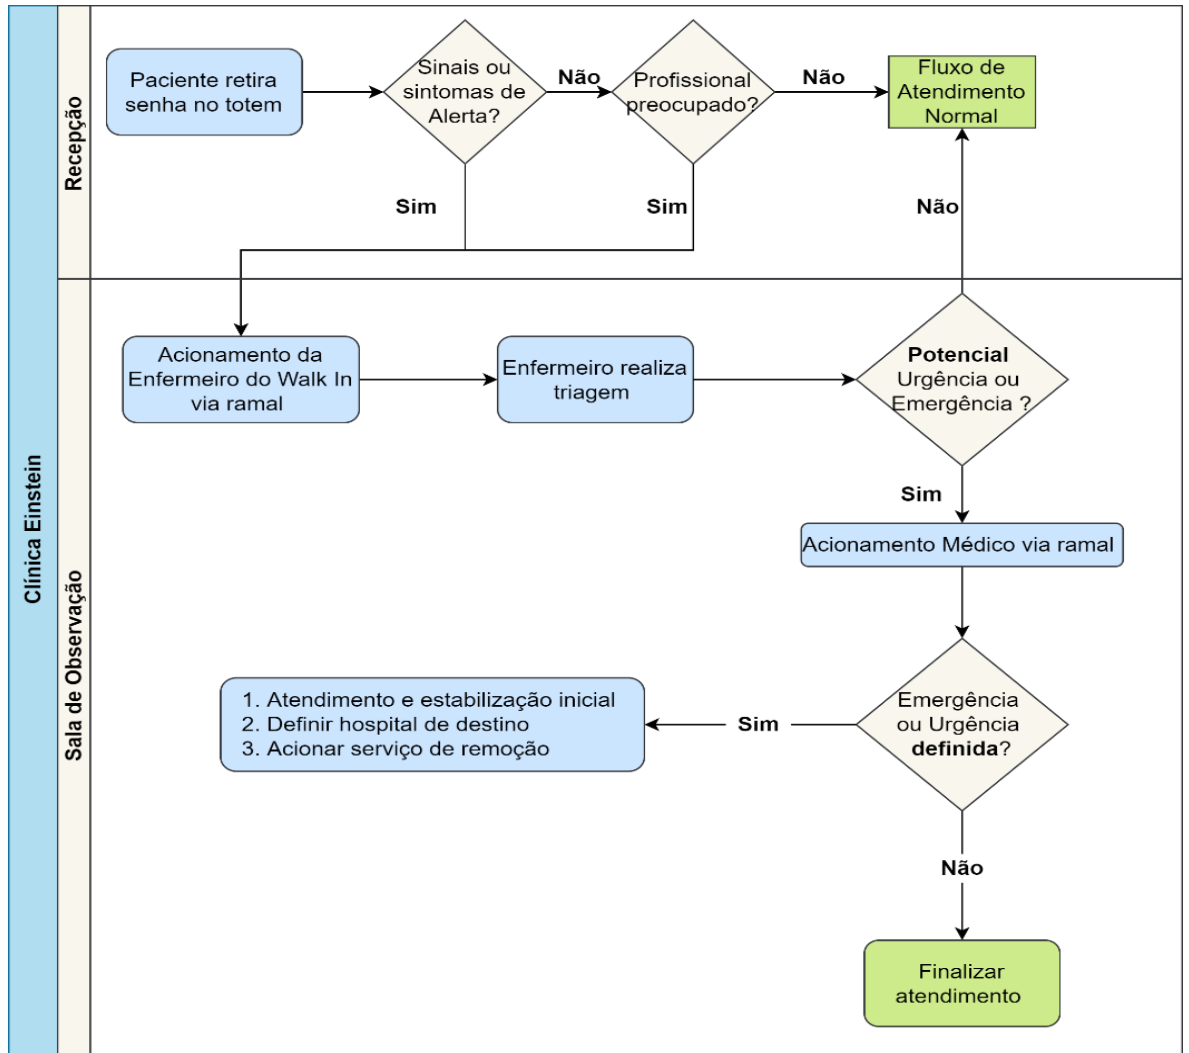 Clínica Einstein
Recepção
Paciente retira
senha no totem
Sinais ou
sintomas de
Alerta?
Não
Profissional
preocupado?
Não
Fluxo de
Atendimento
Normal
Sim
Sim
Não
Sala de Observação
Acionamento da
Enfermeiro do Walk In
via ramal
Enfermeiro realiza
triagem
Potencial
Urgência ou
Emergência ?
Sim
Acionamento Médico via ramal
Emergência
ou Urgência
definida?
Sim
1. Atendimento e estabilização inicial
2. Definir hospital de destino
3. Acionar serviço de remoção
Não
Finalizar
atendimento